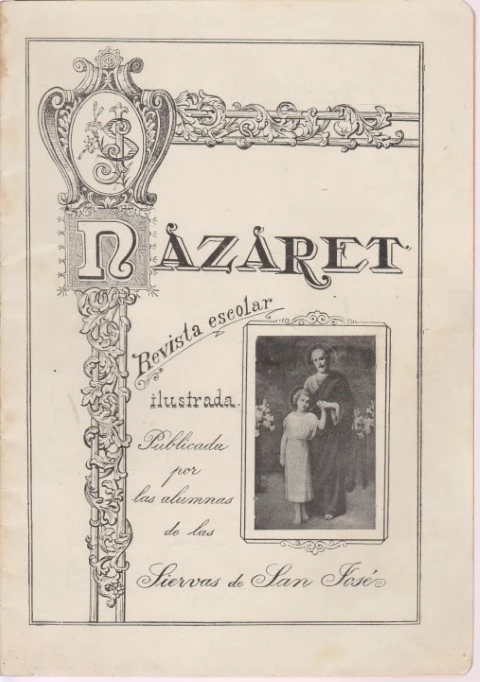 NAZARET
Revista escolar
ilustrada.
Publicada
por
las alumnas
de las
Siervas de San José